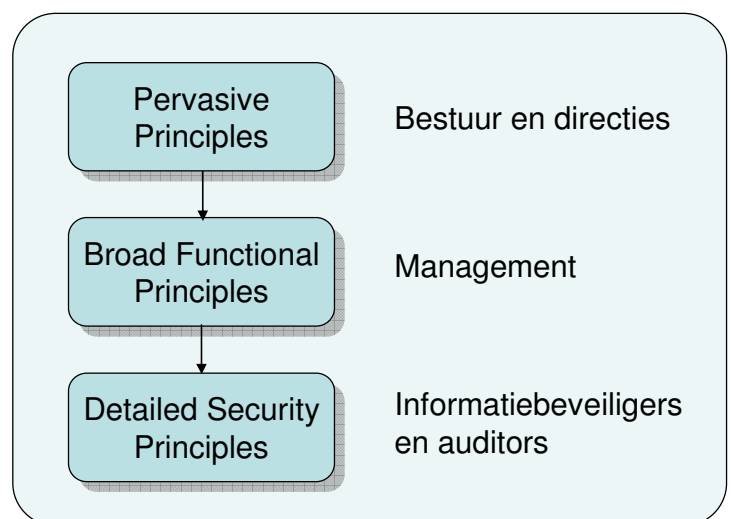 Pervasive
Principles
Bestuur en directies
Broad Functional
Principles
Management
Detailed Security
Principles
Informatiebeveiligers
en auditors